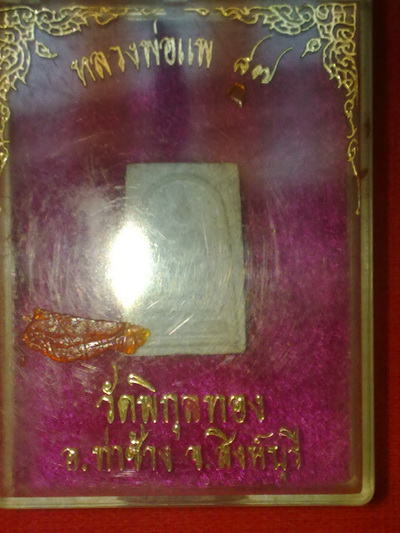 หลวงพ่อแพ ๘๗
วัดพิกุลทอง
อ.ท่าช้าง จ.สิงห์บุรี